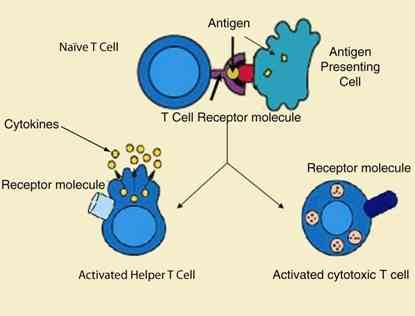 Antigen
Naïve T Cell
Antigen
Presenting
Cell
T Cell Receptor molecule
Cytokines
Receptor molecule
Receptor molecule
Activated Helper T Cell
Activated cytotoxic T cell